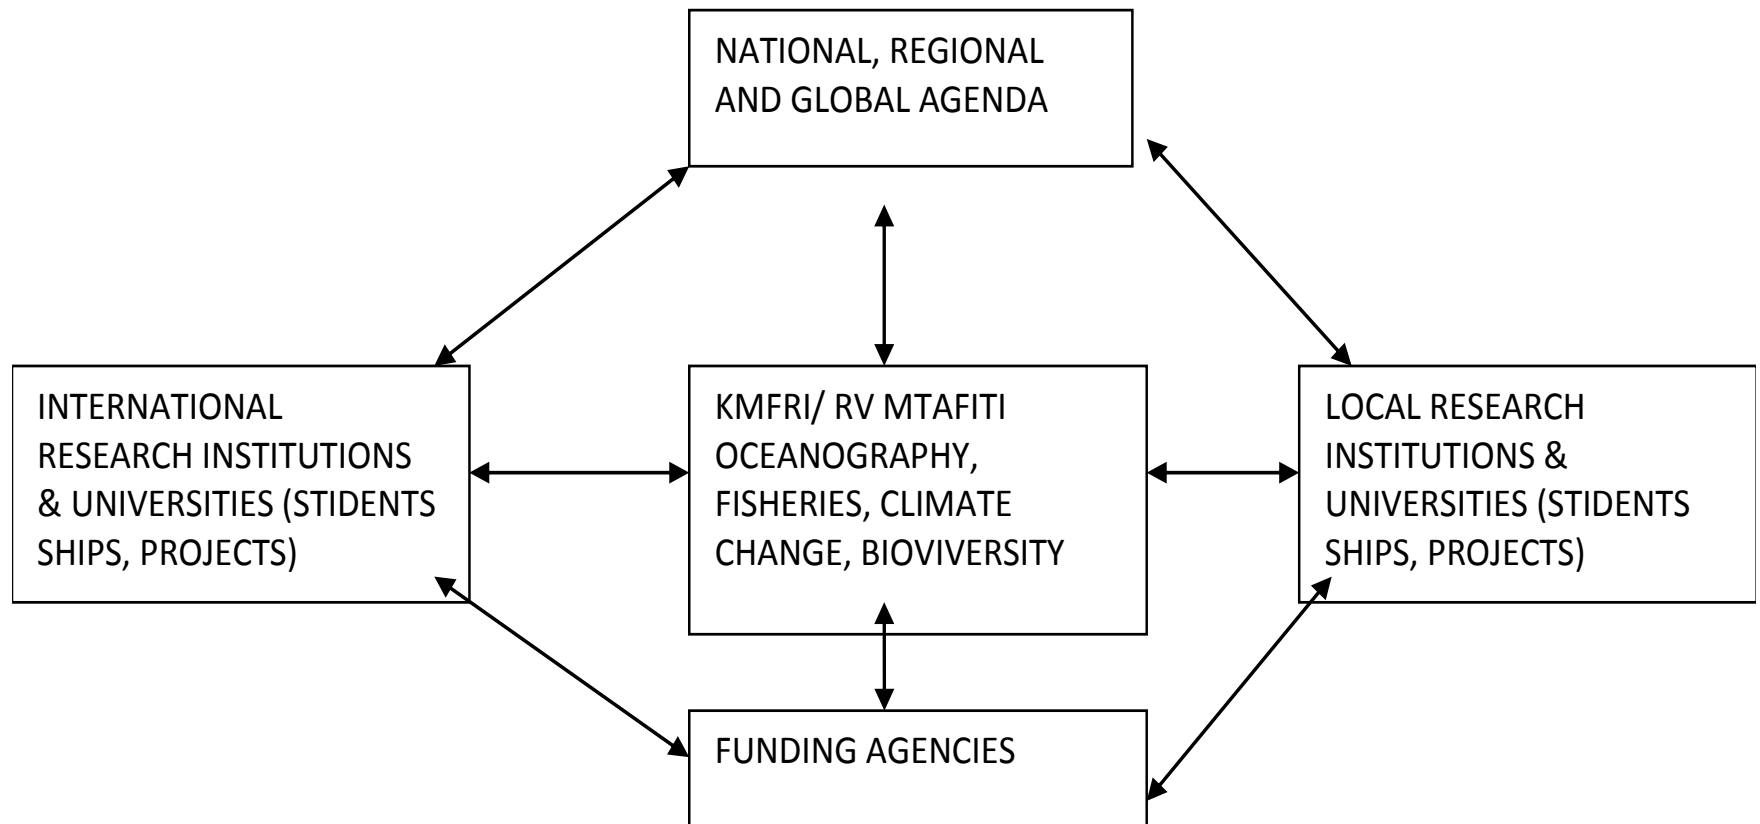 NATIONAL, REGIONAL
AND GLOBAL AGENDA
INTERNATIONAL
RESEARCH INSTITUTIONS
& UNIVERSITIES (STIDENTS
SHIPS, PROJECTS)
KMFRI/ RV MTAFITI
OCEANOGRAPHY,
FISHERIES, CLIMATE
CHANGE, BIOVIVERSITY
LOCAL RESEARCH
INSTITUTIONS &
UNIVERSITIES (STIDENTS
SHIPS, PROJECTS)
FUNDING AGENCIES